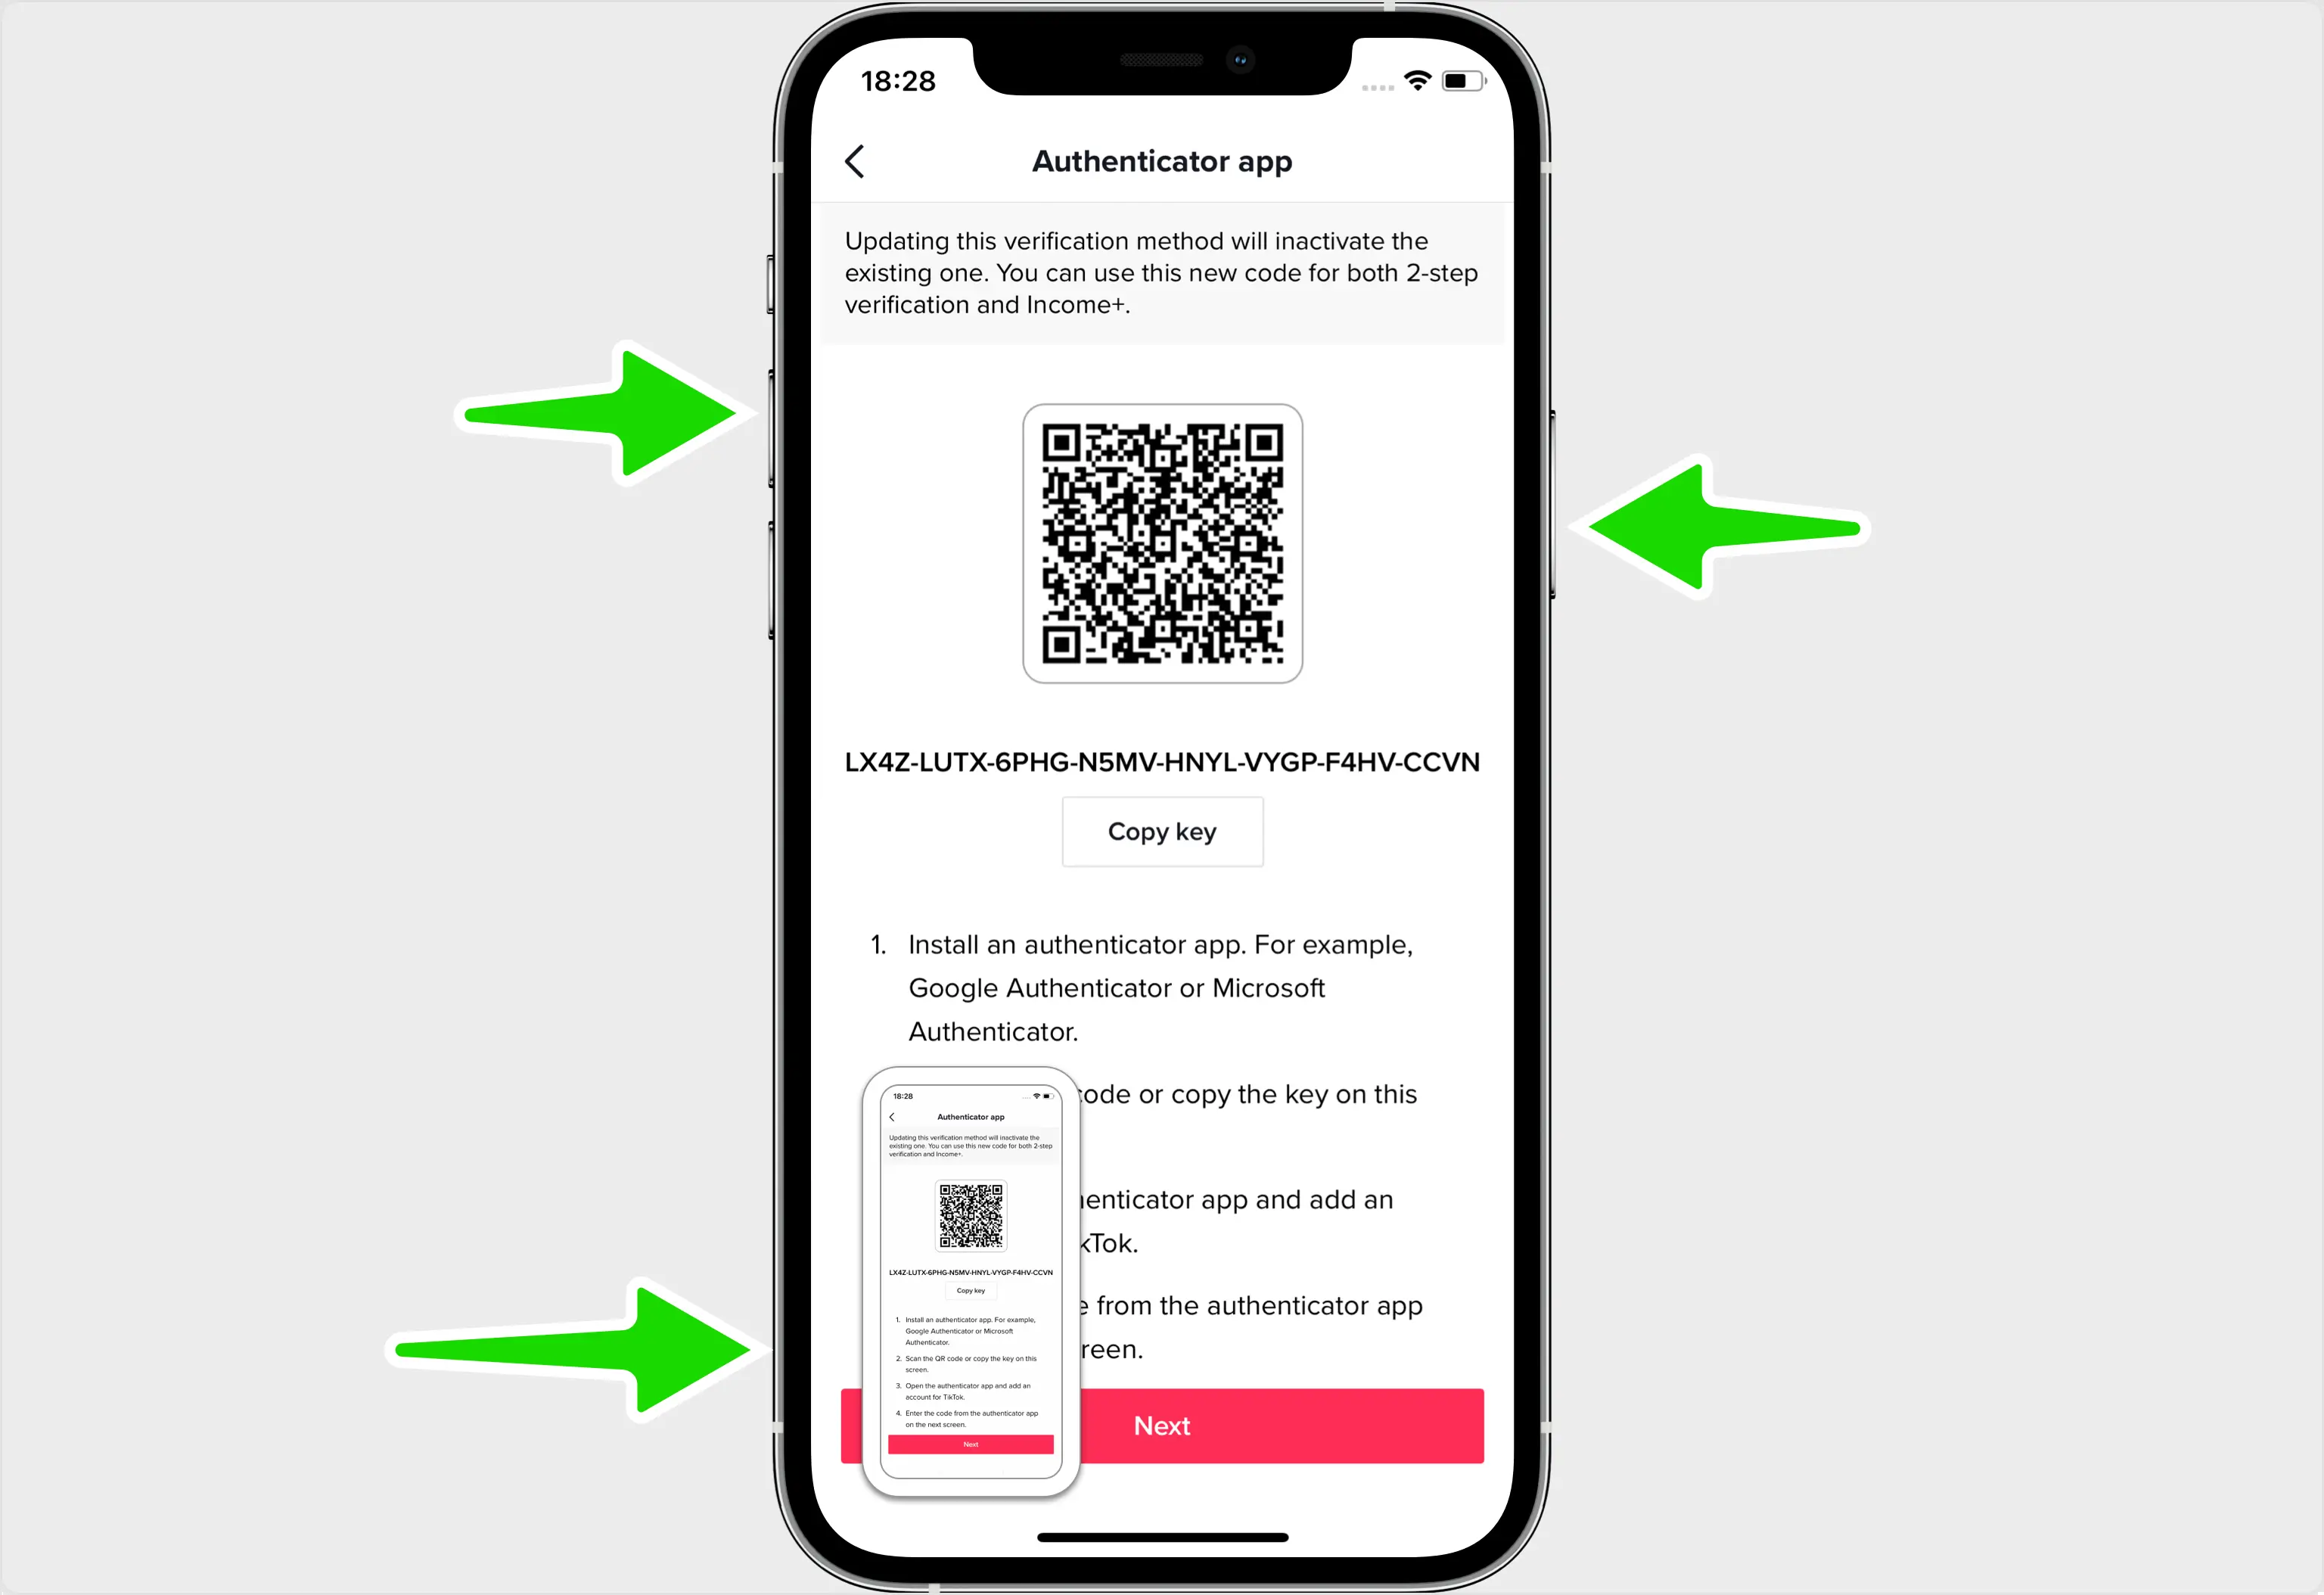 18:28
Authenticator app
Updating this verification method will inactivate the
existing one. You can use this new code for both 2-step
verification and Income+.
LX4Z-LUTX-6PHG-N5MV-HNYL-VYGP-F4HV-CCVN
Copy key
1. Install an authenticator app. For example,
Google Authenticator or Microsoft
Authenticator.
code or copy the key on this
henticator app and add an
kTok.
e from the authenticator app
reen.
Next
18:28
Authenticator app
Updating this verification method will inactivate the
existing one. You can use this new code for both 2-step
verification and Income+.
LX4Z-LUTX-6PHG-N5MV-HNYL-VYGP-F4HV-CCVN
Copy key
1. Install an authenticator app. For example,
Google Authenticator or Microsoft
Authenticator.
2. Scan the QR code or copy the key on this
screen.
3. Open the authenticator app and add an
account for TikTok.
4. Enter the code from the authenticator app
on the next screen.
Next